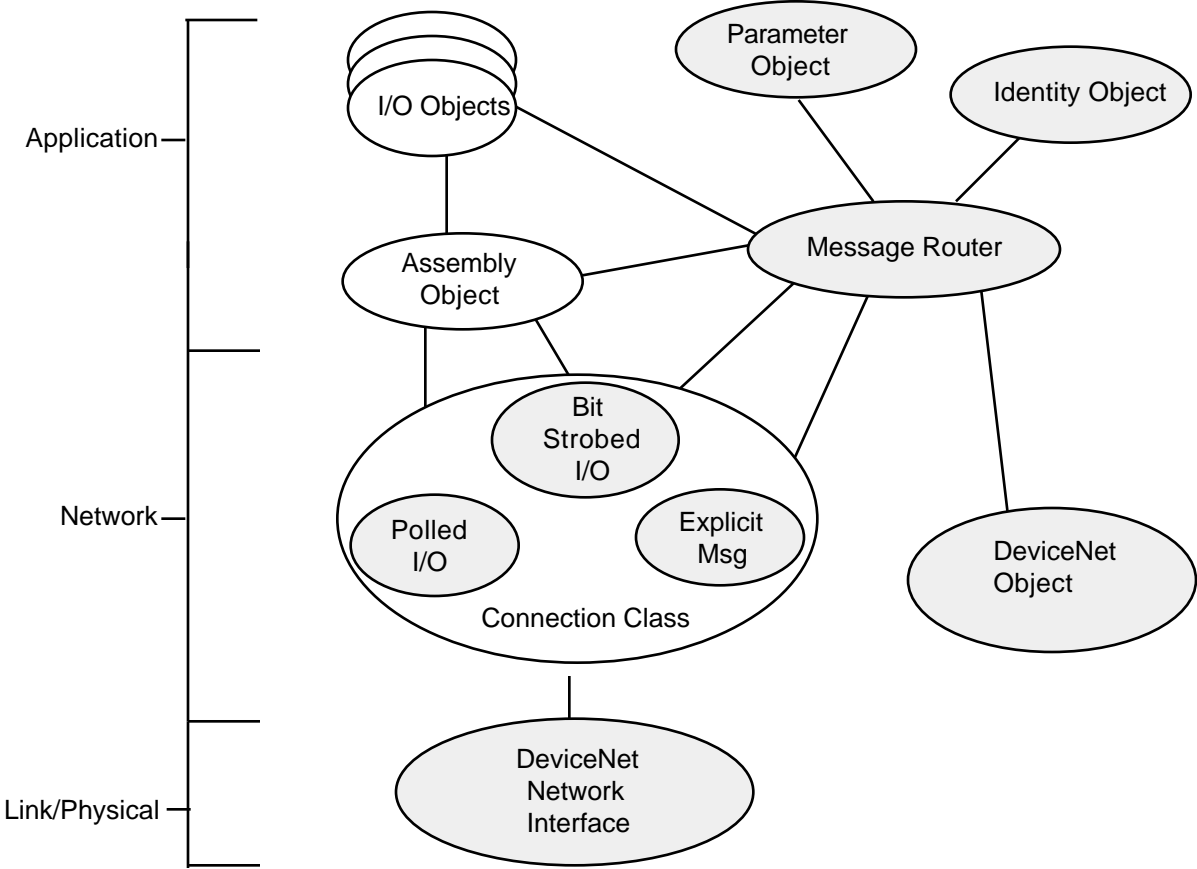 Parameter
Object
Identity Object
I/O Objects
Application
Message Router
Assembly
Object
Bit
Strobed
I/O
Network
Polled
I/O
Explicit
Msg
DeviceNet
Object
Connection Class
DeviceNet
Network
Interface
Link/Physical